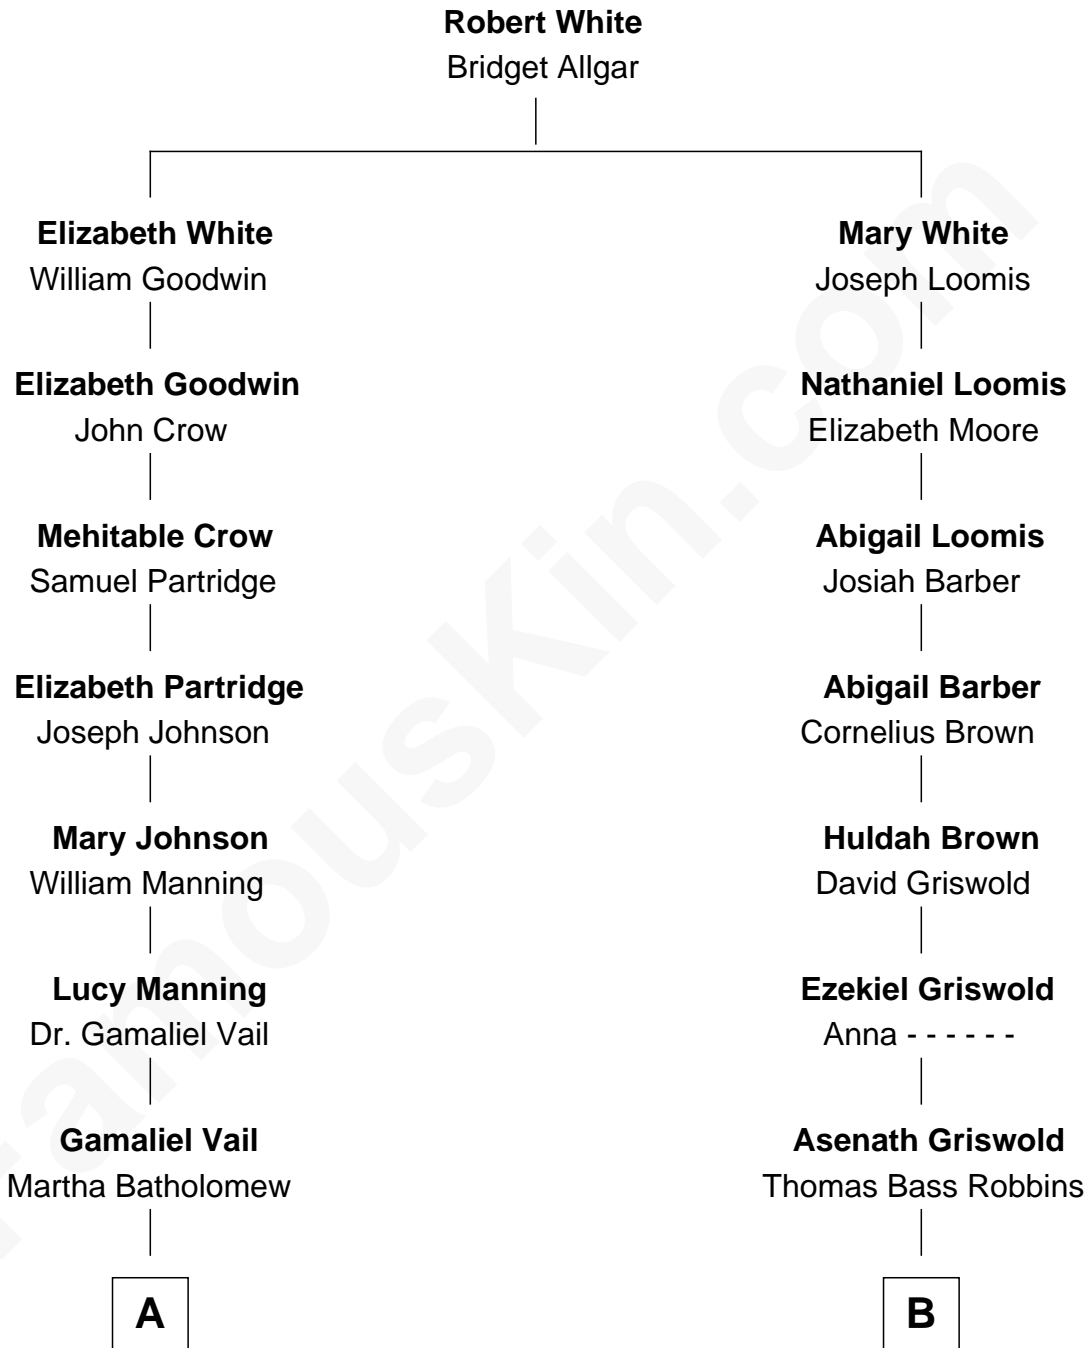 Robert White
Bridget Allgar
Elizabeth White
William Goodwin
Mary White
Joseph Loomis
Elizabeth Goodwin
John Crow
Nathaniel Loomis
Elizabeth Moore
Mehitable Crow
Samuel Partridge
Abigail Loomis
Josiah Barber
Elizabeth Partridge
Joseph Johnson
Abigail Barber
Cornelius Brown
Mary Johnson
William Manning
Huldah Brown
David Griswold
Lucy Manning
Dr. Gamaliel Vail
Ezekiel Griswold
Anna - - - - - -
Gamaliel Vail
Martha Batholomew
Asenath Griswold
Thomas Bass Robbins
A
B
FamousKin.com